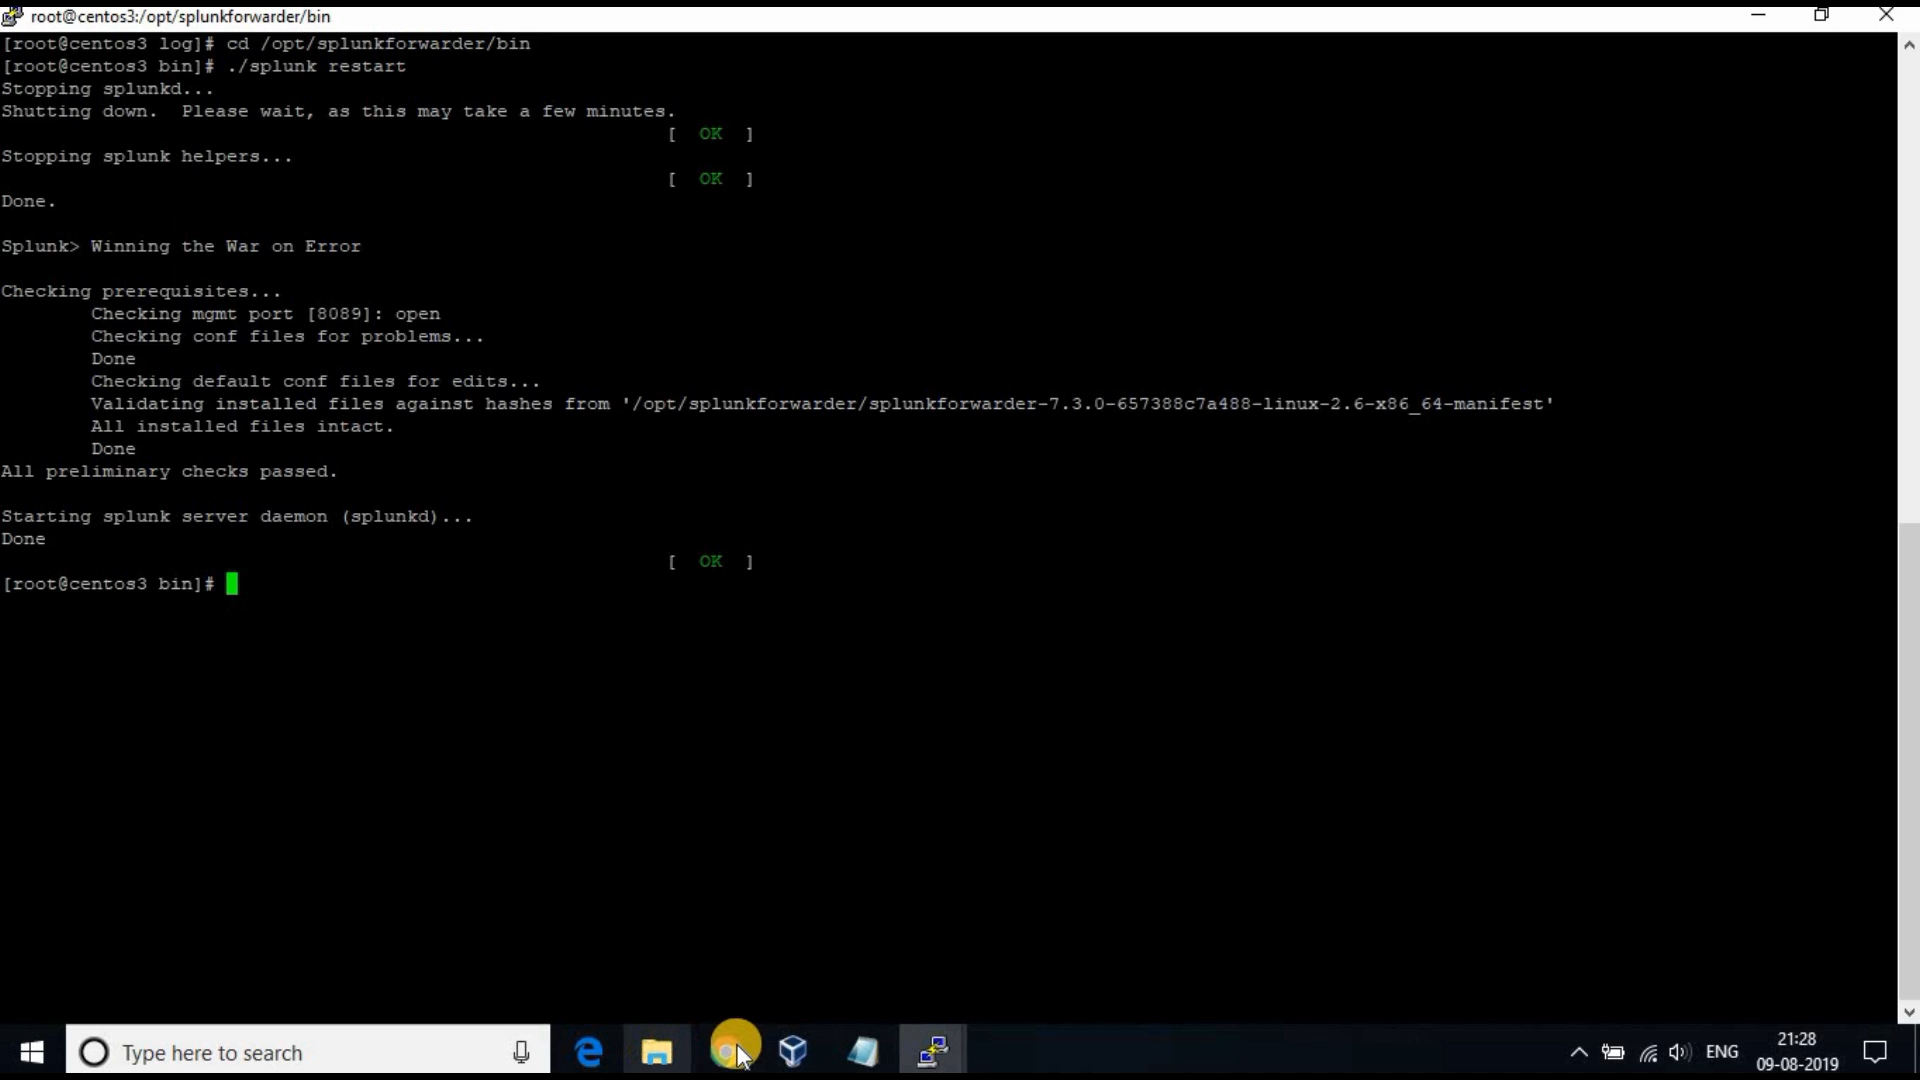 root@centos3:/opt/splunkforwarder/bin
[root@centos3 log]# cd /opt/splunkforwarder/bin
[root@centos3 bin]# ./splunk restart
Stopping splunkd...
Shutting down.  Please wait, as this may take a few minutes.
[  OK  ]
Stopping splunk helpers...
[  OK  ]
Done.
Splunk> Winning the War on Error
Checking prerequisites...
Checking mgmt port [8089]: open
Checking conf files for problems...
Done
Checking default conf files for edits...
Validating installed files against hashes from '/opt/splunkforwarder/splunkforwarder-7.3.0-657388c7a488-linux-2.6-x86_64-manifest'
All installed files intact.
Done
All preliminary checks passed.
Starting splunk server daemon (splunkd)...
Done
[  OK  ]
[root@centos3 bin]#
Type here to search
ENG
21:28
09-08-2019